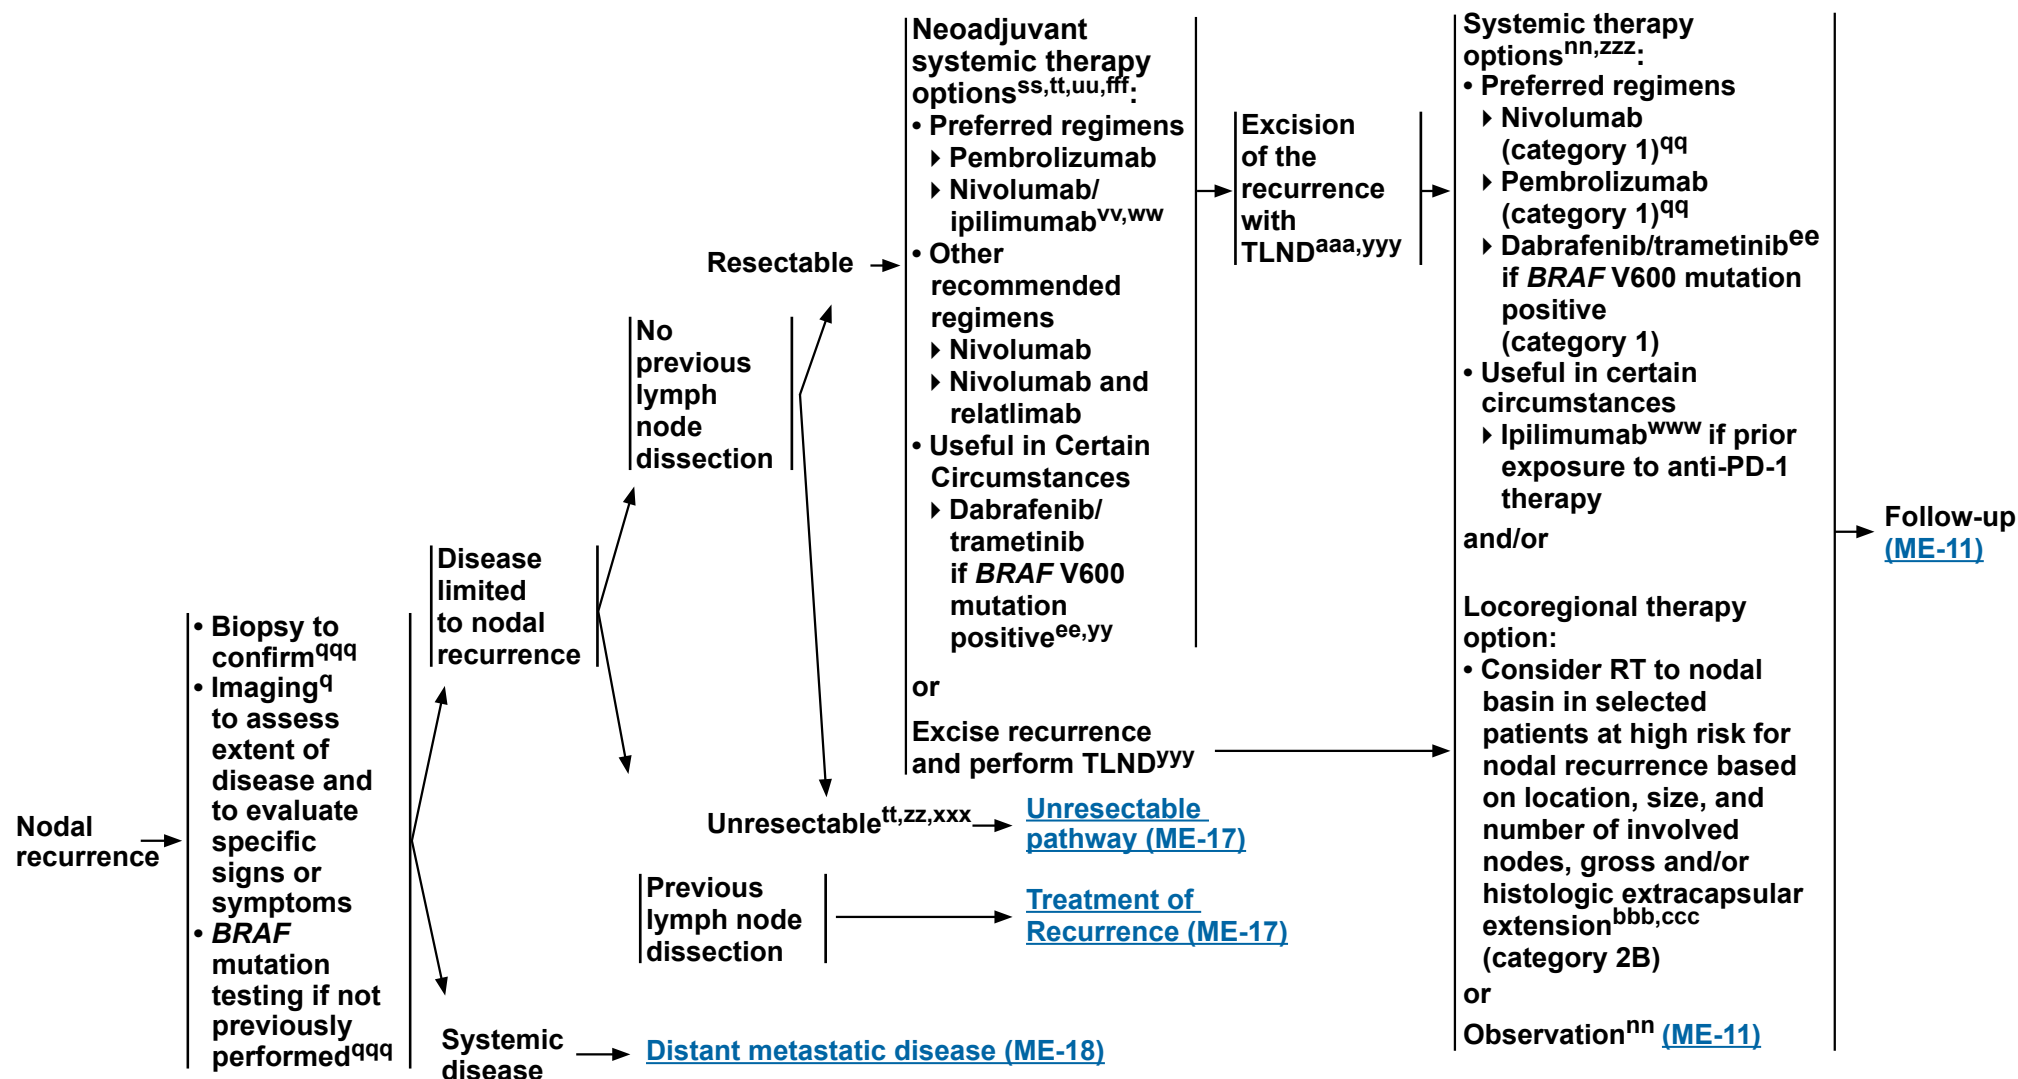 Nodal
recurrence
• Biopsy to
confirmqqq
• Imagingq
to assess
extent of
disease and
to evaluate
specific
signs or
symptoms
• BRAF
mutation
testing if not
previously
performedqqq
Disease
limited
to nodal
recurrence
Systemic
disease
Distant metastatic disease (ME-18)
No
previous
lymph
node
dissection
Previous
lymph node
dissection
Treatment of
Recurrence (ME-17)
Resectable
Unresectablett,zz,xxx
Unresectable
pathway (ME-17)
Neoadjuvant
systemic therapy
optionsss,tt,uu,fff:
• Preferred regimens
Pembrolizumab
Nivolumab/
ipilimumabvv,ww
• Other
recommended
regimens
Nivolumab
Nivolumab and
relatlimab
• Useful in Certain
Circumstances
Dabrafenib/
trametinib
if BRAF V600
mutation
positiveee,yy
or
Excise recurrence
and perform TLNDyyy
Excision
of the
recurrence
with
TLNDaaa,yyy
Systemic therapy
optionsnn,zzz:
• Preferred regimens
Nivolumab
(category 1)qq
Pembrolizumab
(category 1)qq
Dabrafenib/trametinibee
if BRAF V600 mutation
positive
(category 1)
• Useful in certain
circumstances
Ipilimumabwww if prior
exposure to anti-PD-1
therapy
and/or
Locoregional therapy
option:
• Consider RT to nodal
basin in selected
patients at high risk for
nodal recurrence based
on location, size, and
number of involved
nodes, gross and/or
histologic extracapsular
extensionbbb,ccc
(category 2B)
or
Observationnn (ME-11)
Follow-up
(ME-11)